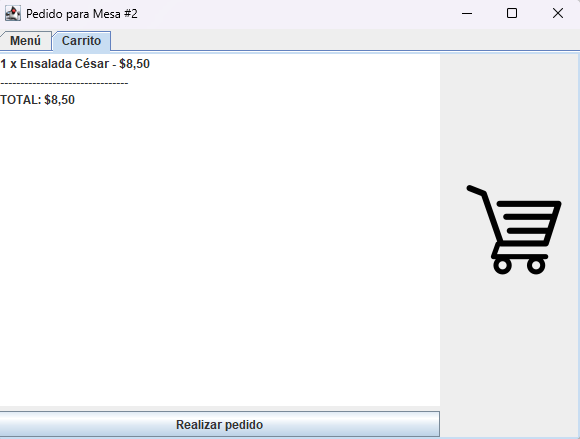 Pedido para Mesa #2
Menú Carrito
1 x Ensalada César - $8,50
--------------------------------
TOTAL: $8,50
Realizar pedido